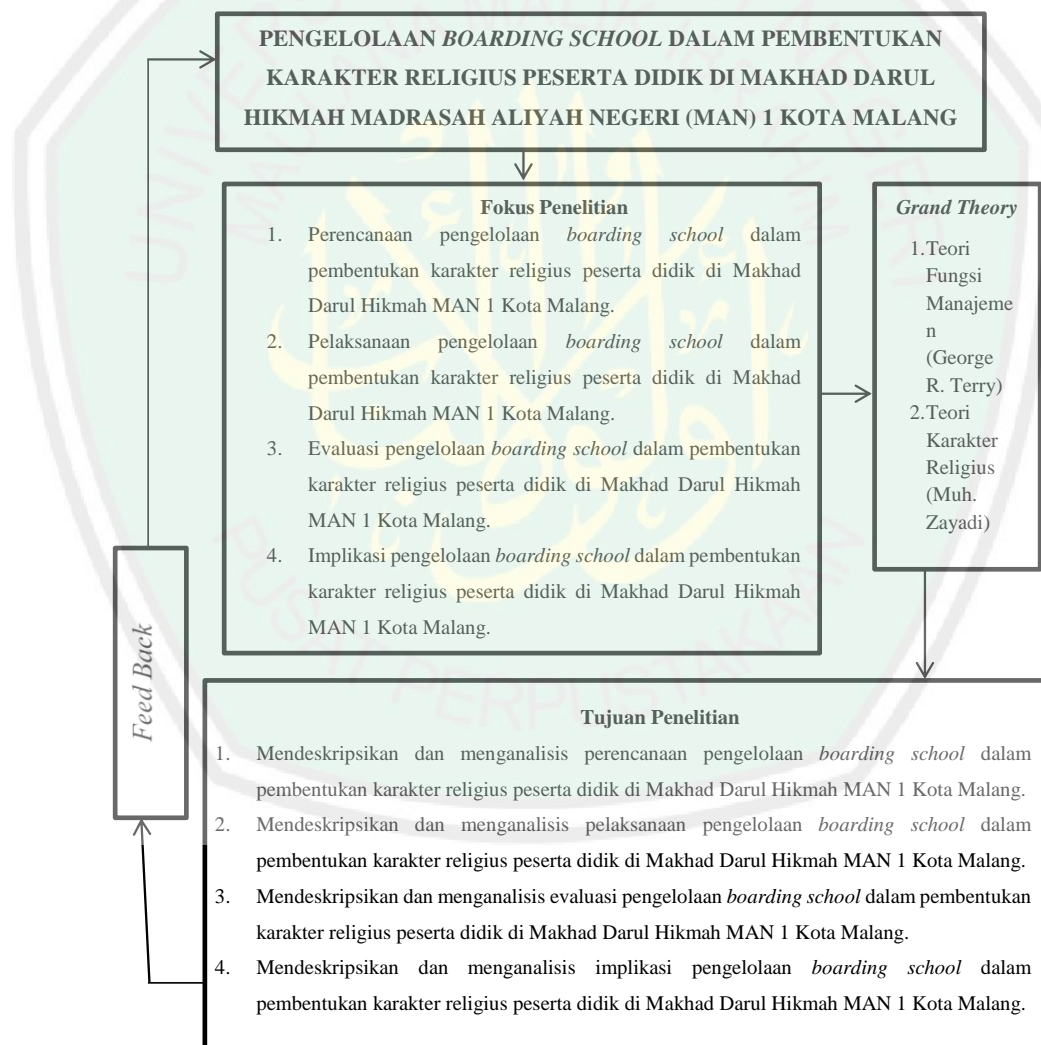 PENGELOLAAN BOARDING SCHOOL DALAM PEMBENTUKAN
KARAKTER RELIGIUS PESERTA DIDIK DI MAKHAD DARUL
HIKMAH MADRASAH ALIYAH NEGERI (MAN) 1 KOTA MALANG
Fokus Penelitian
1. Perencanaan pengelolaan boarding school dalam
pembentukan karakter religius peserta didik di Makhad
Darul Hikmah MAN 1 Kota Malang.
2. Pelaksanaan pengelolaan boarding school dalam
pembentukan karakter religius peserta didik di Makhad
Darul Hikmah MAN 1 Kota Malang.
3. Evaluasi pengelolaan boarding school dalam pembentukan
karakter religius peserta didik di Makhad Darul Hikmah
MAN 1 Kota Malang.
4. Implikasi pengelolaan boarding school dalam pembentukan
karakter religius peserta didik di Makhad Darul Hikmah
MAN 1 Kota Malang.
Grand Theory
1.Teori
Fungsi
Manajeme
n
(George
R. Terry)
2.Teori
Karakter
Religius
(Muh.
Zayadi)
Feed Back
Tujuan Penelitian
1. Mendeskripsikan dan menganalisis perencanaan pengelolaan boarding school dalam
pembentukan karakter religius peserta didik di Makhad Darul Hikmah MAN 1 Kota Malang.
2. Mendeskripsikan dan menganalisis pelaksanaan pengelolaan boarding school dalam
pembentukan karakter religius peserta didik di Makhad Darul Hikmah MAN 1 Kota Malang.
3. Mendeskripsikan dan menganalisis evaluasi pengelolaan boarding school dalam pembentukan
karakter religius peserta didik di Makhad Darul Hikmah MAN 1 Kota Malang.
4. Mendeskripsikan dan menganalisis implikasi pengelolaan boarding school dalam
pembentukan karakter religius peserta didik di Makhad Darul Hikmah MAN 1 Kota Malang.
PUSAT PERPUSTAKAAN